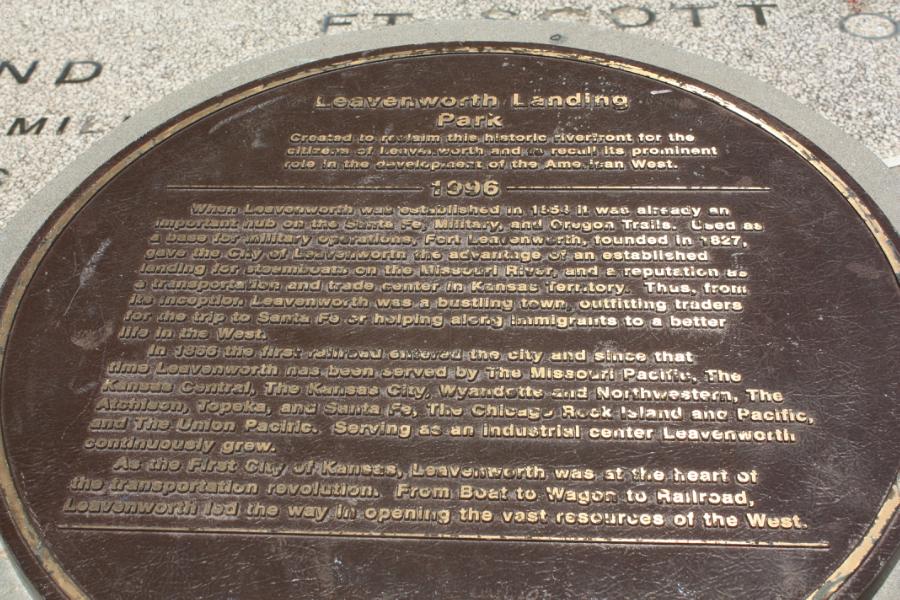 FT SCOTT
ND
MIL
Leavenworth Landing
Park
Created to reclaim this historic riverfront for the
citizens of Leavenworth and to recall its prominent
role in the development of the American West.
1996
When Leavenworth was established in 1854 it was already an
important hub on the Santa Fe, Military, and Oregon Trails. Used as
a base for military operations, Fort Leavenworth, founded in 1827,
gave the City of Leavenworth the advantage of an established
landing for steamboats on the Missouri River, and a reputation as
a transportation and trade center in Kansas Territory. Thus, from
its inception Leavenworth was a bustling town, outfitting traders
for the trip to Santa Fe or helping along immigrants to a better
life in the West.
In 1866 the first railroad entered the city and since that
time Leavenworth has been served by The Missouri Pacific, The
Kansas Central, The Kansas City, Wyandotte and Northwestern, The
Atchison, Topeka, and Santa Fe, The Chicago Rock Island and Pacific,
and The Union Pacific. Serving as an industrial center Leavenworth
continuously grew.
As the First City of Kansas, Leavenworth was at the heart of
the transportation revolution. From Boat to Wagon to Railroad,
Leavenworth led the way in opening the vast resources of the West.